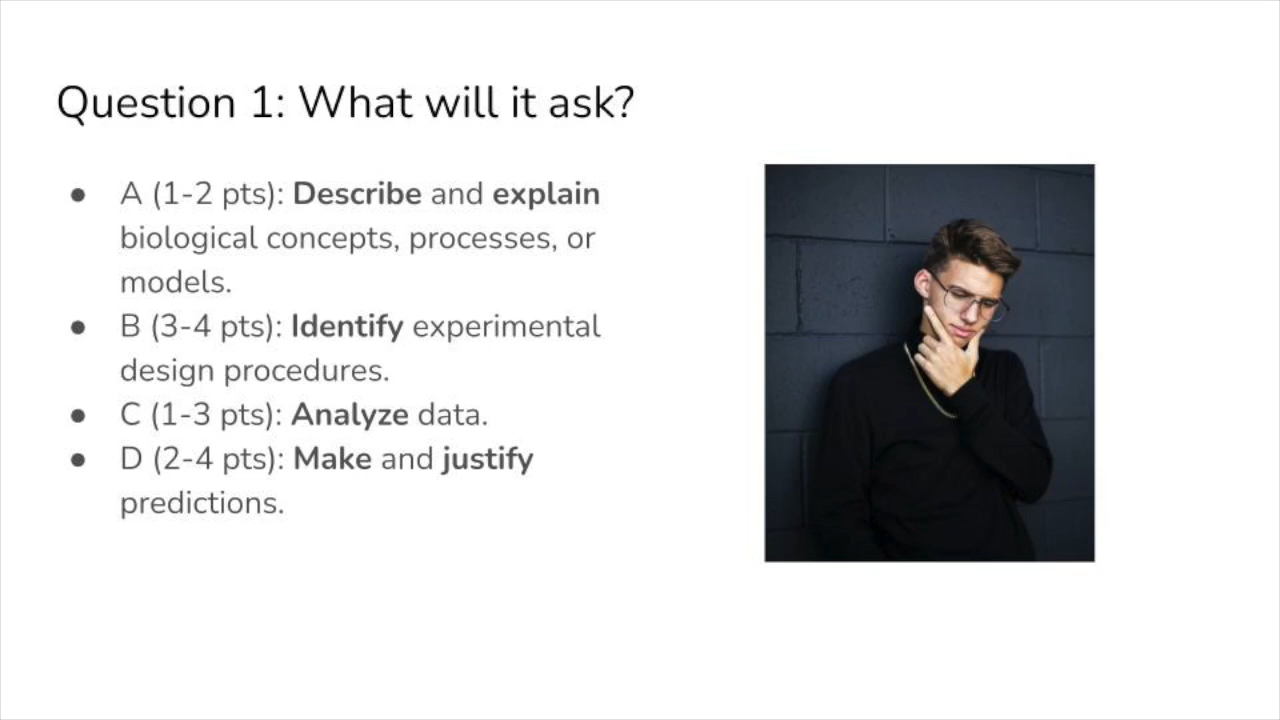 Question 1: What will it ask?
● A (1-2 pts): Describe and explain
biological concepts, processes, or
models.
● B (3-4 pts): Identify experimental
design procedures.
● C (1-3 pts): Analyze data.
● D (2-4 pts): Make and justify
predictions.